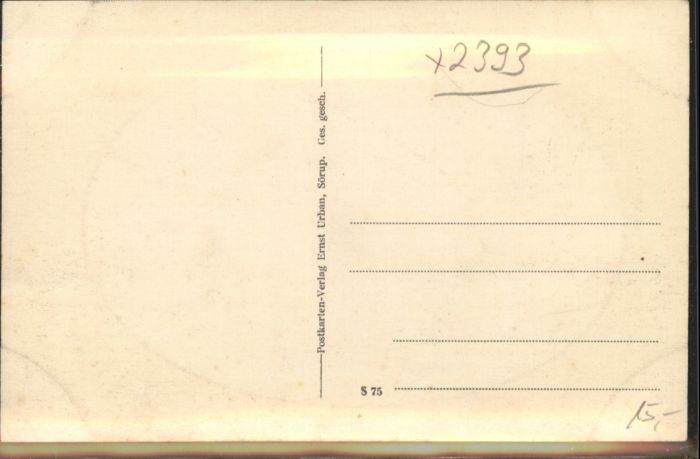 x2393
Postkarten-Verlag Ernst Urban, Sörup. Ges. gesch.
S 75
15,-